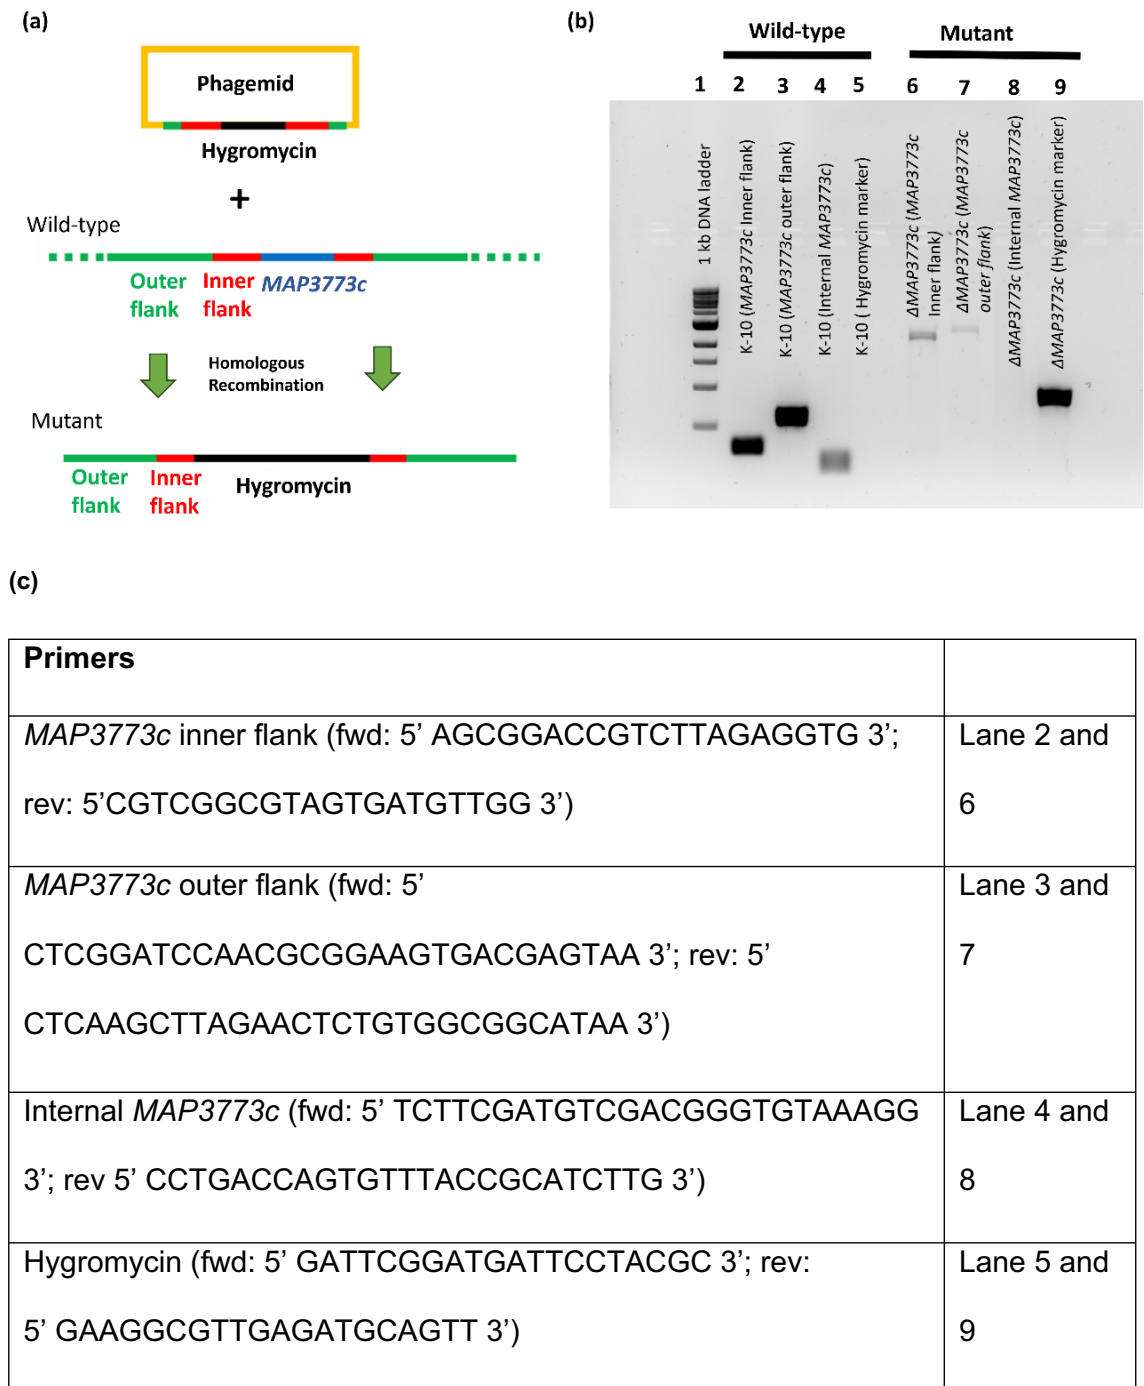 (a)
Phagemid
Hygromycin
+
Wild-type
Outer flank
Inner flank
MAP3773c
Homologous
Recombination
Mutant
Outer flank
Inner flank
Hygromycin
(b)
Wild-type
Mutant
1 2 3 4 5 6 7 8 9
1 kb DNA ladder
K-10 (MAP3773c Inner flank)
K-10 (MAP3773c outer flank)
K-10 (Internal MAP3773c)
K-10 ( Hygromycin marker)
ΔMAP3773c (MAP3773c
Inner flank)
ΔMAP3773c (MAP3773c
outer flank)
ΔMAP3773c (Internal MAP3773c)
ΔMAP3773c (Hygromycin marker)
(c)
Primers
MAP3773c inner flank (fwd: 5’ AGCGGACCGTCTTAGAGGTG 3’;
rev: 5’CGTCGGCGTAGTGATGTTGG 3’)
Lane 2 and
6
MAP3773c outer flank (fwd: 5’
CTCGGATCCAACGCGGAAGTGACGAGTAA 3’; rev: 5’
CTCAAGCTTAGAACTCTGTGGCGGCATAA 3’)
Lane 3 and
7
Internal MAP3773c (fwd: 5’ TCTTCGATGTCGACGGGTGTAAAGG
3’; rev 5’ CCTGACCAGTGTTTACCGCATCTTG 3’)
Lane 4 and
8
Hygromycin (fwd: 5’ GATTCGGATGATTCCTACGC 3’; rev:
5’ GAAGGCGTTGAGATGCAGTT 3’)
Lane 5 and
9